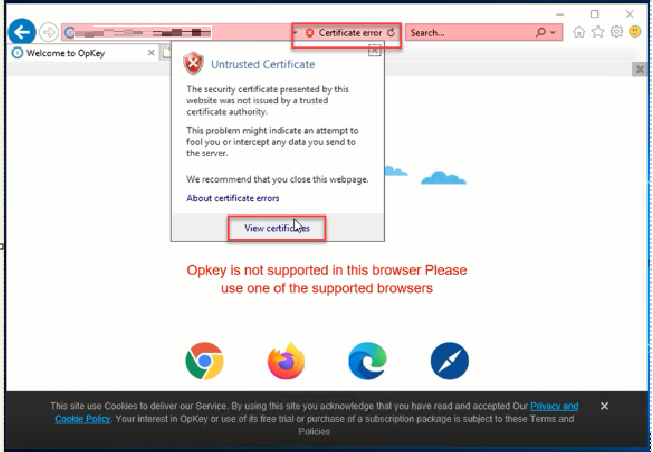 Certificate error
Search...
Welcome to OpKey
Untrusted Certificate
The security certificate presented by this
website was not issued by a trusted
certificate authority.
This problem might indicate an attempt to
fool you or intercept any data you send to
the server.
We recommend that you close this webpage.
About certificate errors
View certificates
Opkey is not supported in this browser Please
use one of the supported browsers
This site use Cookies to deliver our Service. By using this site you acknowledge that you have read and accepted Our Privacy and
Cookie Policy. Your interest in OpKey or use of its free trial or purchase of a subscription package is subject to these Terms and
Policies